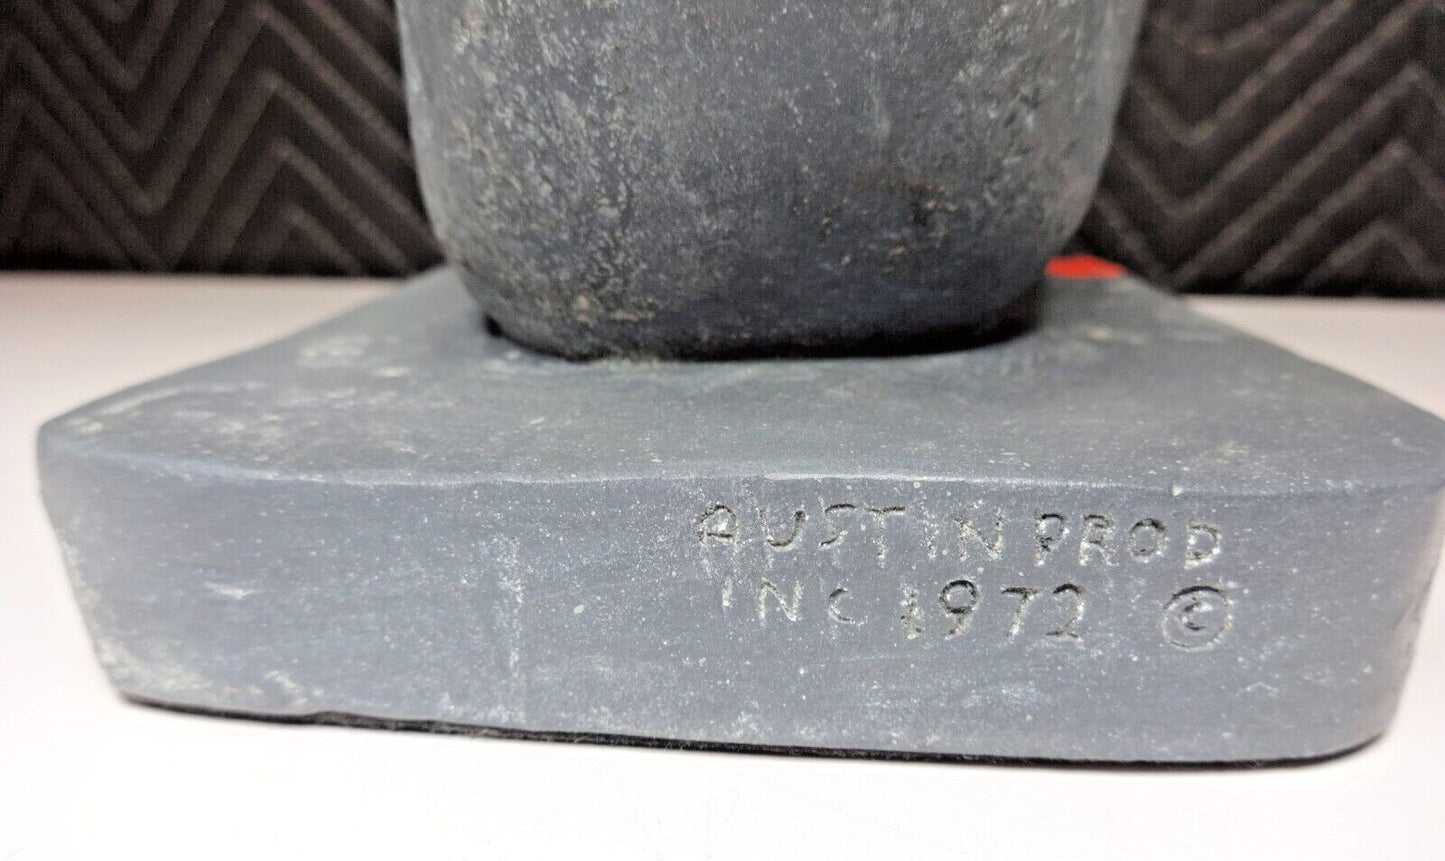 AUSTIN PROD
INC 1972 ©